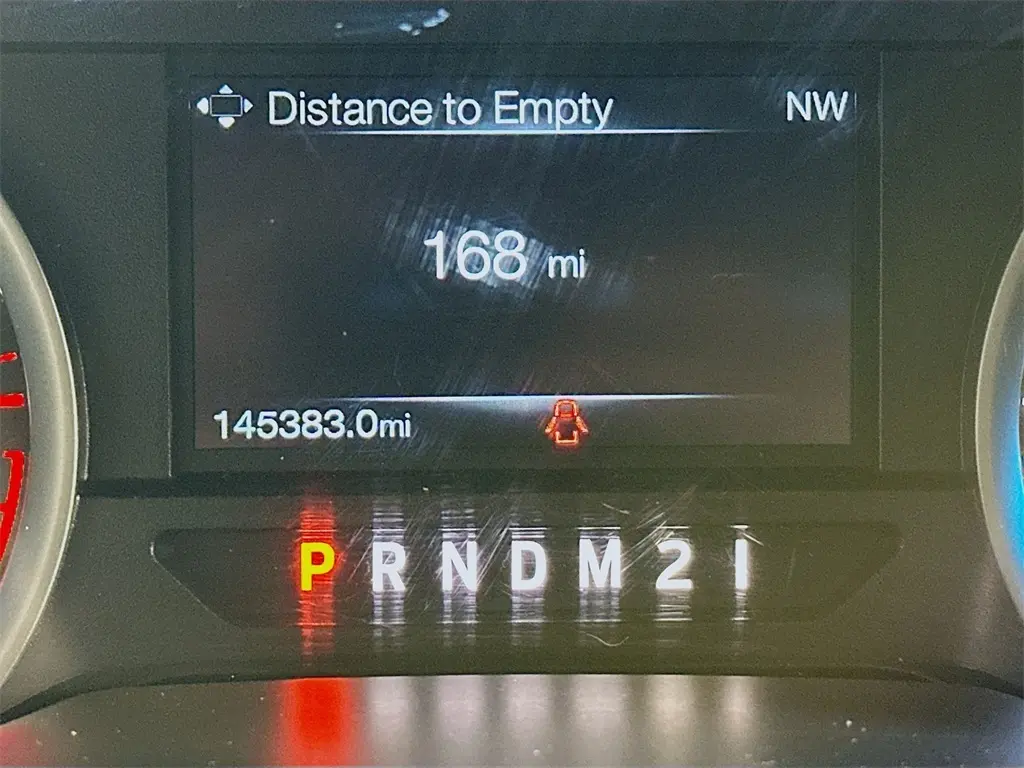 Distance to Empty NW
168 mi
145383.0mi
P R N D M 2 1